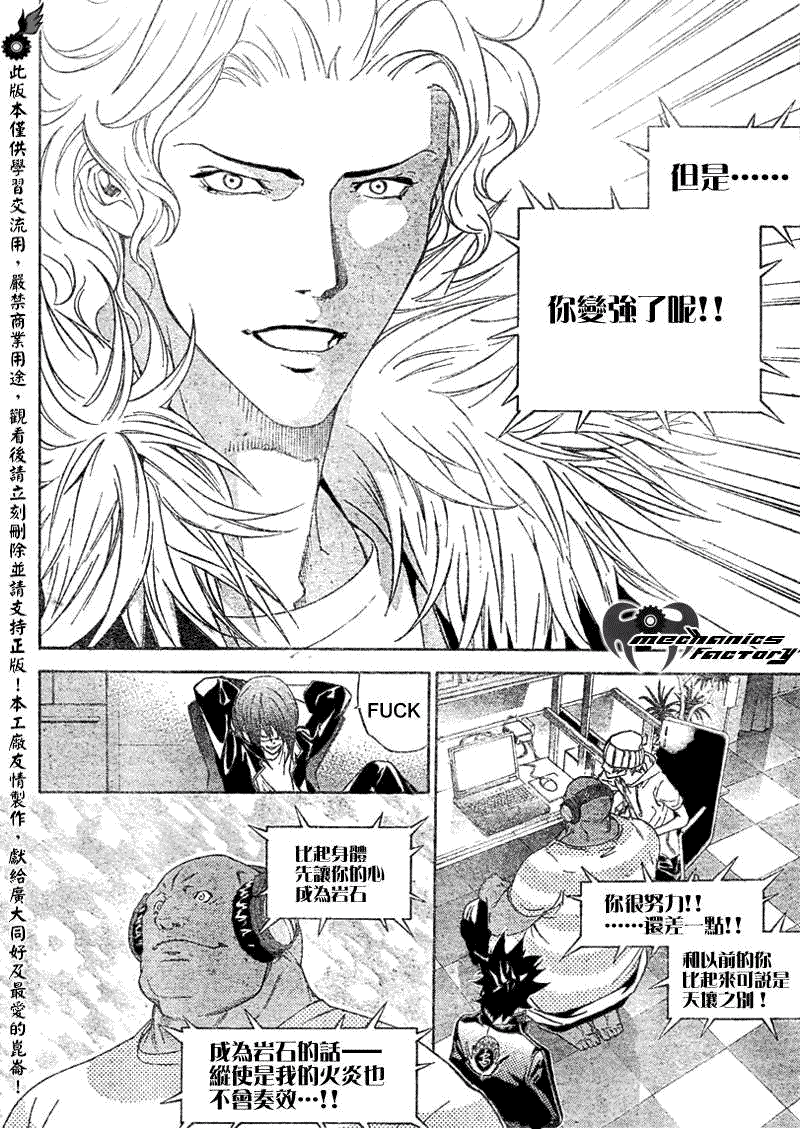 但是……
你變強了呢!!
mechanics
factory
FUCK
你很努力!!
……還差一點!!
和以前的你
比起來可說是
天壤之別！
比起身體
先讓你的心
成為岩石
成為岩石的話——
縱使是我的火炎也
不會奏效…!!
此版本僅供學習交流用，嚴禁商業用途，觀看後請立刻刪除並請支持正版！本工廠友情製作，獻給廣大同好及最愛的崑崙！